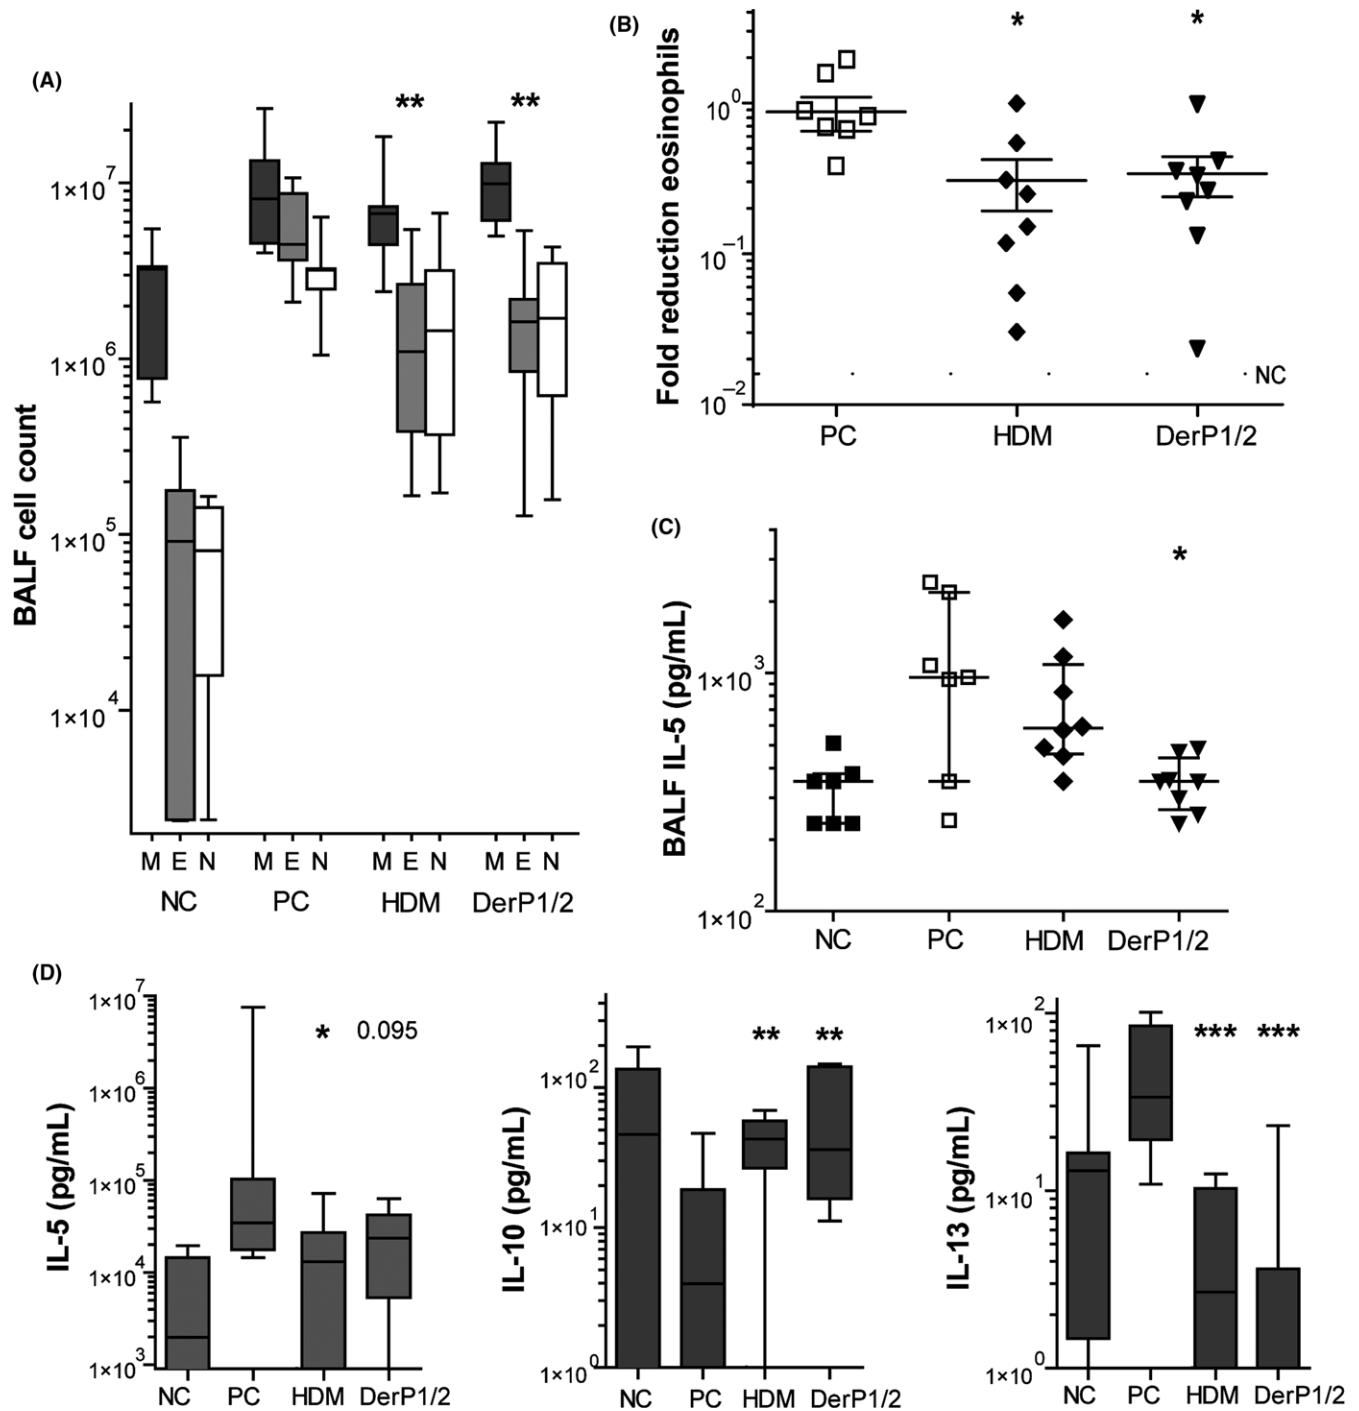 (A)
BALF cell count
** **
1×10^7
1×10^6
1×10^5
1×10^4
M E N M E N M E N M E N
NC PC HDM DerP1/2
(B)
Fold reduction eosinophils
* *
10^0
10^−1
10^−2
NC
PC HDM DerP1/2
(C)
BALF IL-5 (pg/mL)
*
1×10^3
1×10^2
NC PC HDM DerP1/2
(D)
IL-5 (pg/mL)
* 0.095
1×10^7
1×10^6
1×10^5
1×10^4
1×10^3
NC PC HDM DerP1/2
IL-10 (pg/mL)
** **
1×10^2
1×10^1
1×10^0
NC PC HDM DerP1/2
IL-13 (pg/mL)
*** ***
1×10^2
1×10^1
1×10^0
NC PC HDM DerP1/2